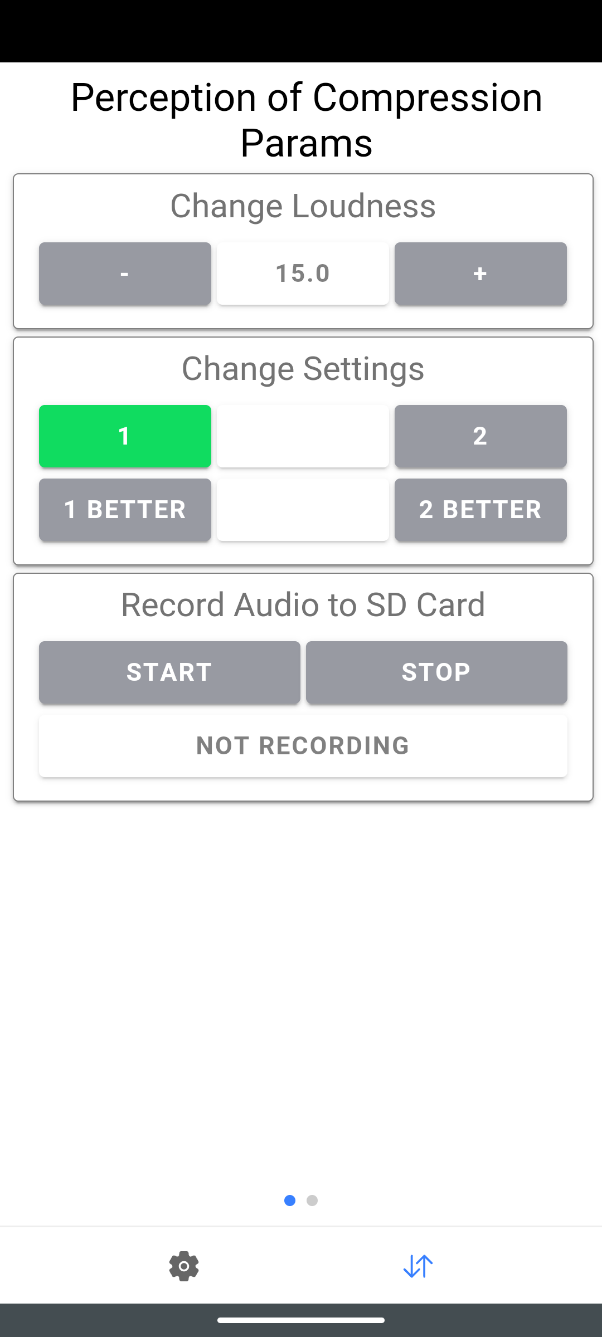 Perception of Compression
Params
Change Loudness
- 15.0 +
Change Settings
1 2
1 BETTER 2 BETTER
Record Audio to SD Card
START STOP
NOT RECORDING